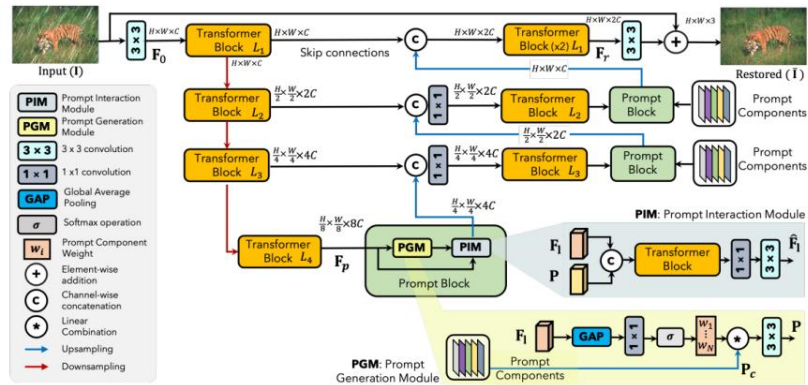 H×W×C
H×W×C
H×W×2C
H×W×2C
H×W×3
3 × 3
Transformer
Block L₁
Skip connections
C
Transformer
Block (x2) L₁
3 × 3
+
Input (I)
F₀
Fᵣ
Restored (Î)
H×W×C
H×W×C
PIM
Prompt Interaction
Module
PGM
Prompt Generation
Module
3 × 3
3 x 3 convolution
1 × 1
1 x1 convolution
GAP
Global Average
Pooling
σ
Softmax operation
wᵢ
Prompt Component
Weight
+
Element-wise
addition
C
Channel-wise
concatenation
*
Linear
Combination
Upsampling
Downsampling
Transformer
Block L₂
H/2×W/2×2C
C
1 × 1
H/2×W/2×2C
Transformer
Block L₂
Prompt
Block
Prompt
Components
H/2×W/2×2C
Transformer
Block L₃
H/4×W/4×4C
C
1 × 1
H/4×W/4×4C
Transformer
Block L₃
Prompt
Block
Prompt
Components
H/4×W/4×4C
Transformer
Block L₄
H/8×W/8×8C
Fₚ
PGM
PIM
Prompt Block
PIM: Prompt Interaction Module
Fₗ
P
C
Transformer
Block
1 × 1
3 × 3
F̂ₗ
PGM: Prompt
Generation Module
Prompt
Components
Fₗ
GAP
1 × 1
σ
w₁
⋮
w_N
*
3 × 3
P
P_c